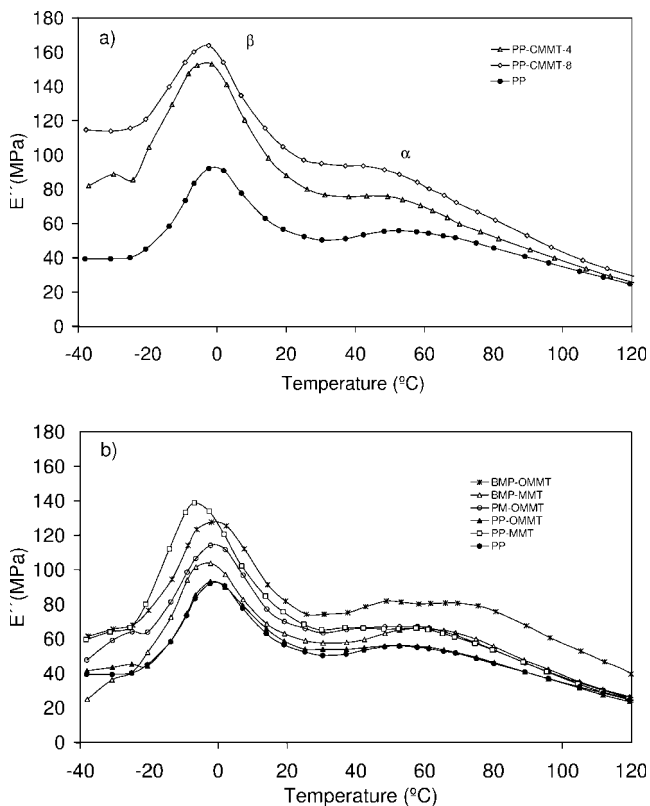 a)
β
α
PP-CMMT-4
PP-CMMT-8
PP
E´´(MPa)
180
160
140
120
100
80
60
40
20
0
-40 -20 0 20 40 60 80 100 120
Temperature (ºC)
b)
BMP-OMMT
BMP-MMT
PM-OMMT
PP-OMMT
PP-MMT
PP
E´´(MPa)
180
160
140
120
100
80
60
40
20
0
-40 -20 0 20 40 60 80 100 120
Temperature (ºC)